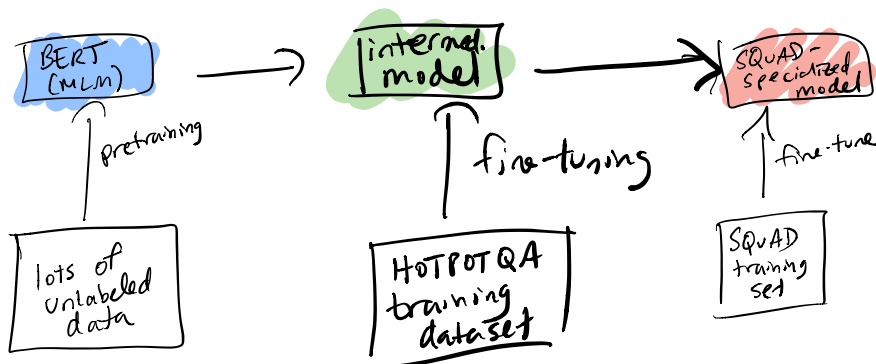 BERT
(MLM)
intermed.
model
SQuAD-
specialized
model
pretraining
fine-tuning
fine-tune
lots of
unlabeled
data
HOTPOTQA
training
dataset
SQuAD
training
set